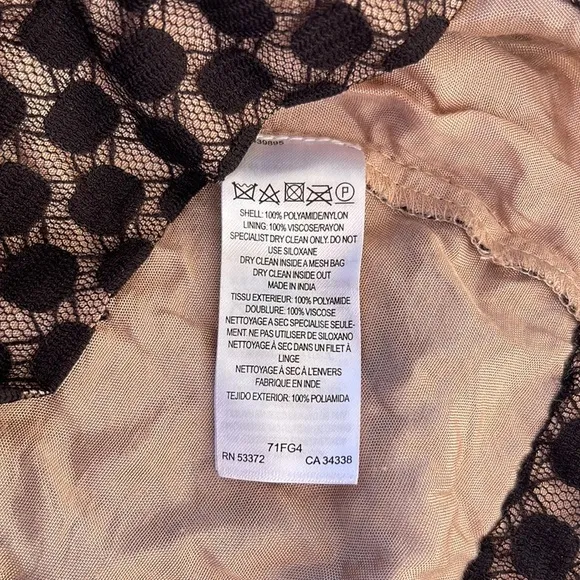 P
SHELL: 100% POLYAMIDE/NYLON
LINING: 100% VISCOSE/RAYON
SPECIALIST DRY CLEAN ONLY. DO NOT
USE SILOXANE
DRY CLEAN INSIDE A MESH BAG
DRY CLEAN INSIDE OUT
MADE IN INDIA
TISSU EXTERIEUR: 100% POLYAMIDE
DOUBLURE: 100% VISCOSE
NETTOYAGE A SEC SPECIALISE SEULE-
MENT. NE PAS UTILISER DE SILOXANO
NETTOYAGE À SEC DANS UN FILET À
LINGE
NETTOYAGE À SEC À L'ENVERS
FABRIQUE EN INDE
TEJIDO EXTERIOR: 100% POLIAMIDA
71FG4
RN 53372 CA 34338